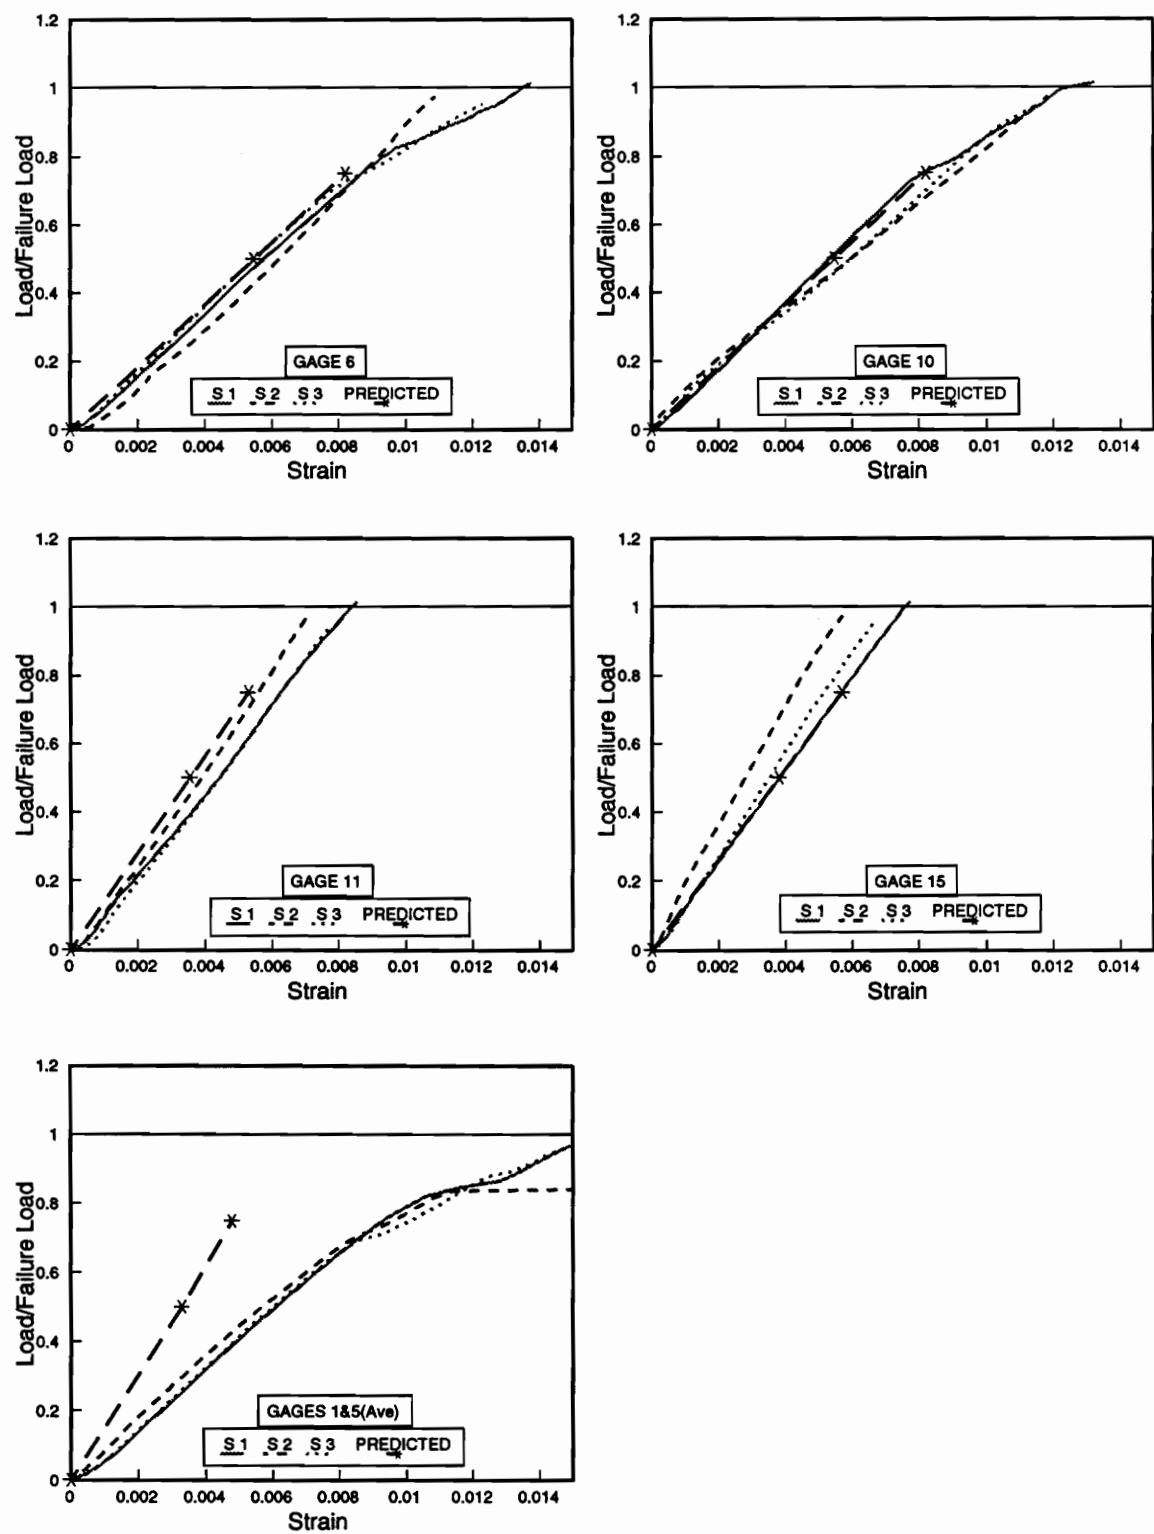 1.2
1
0.8
0.6
0.4
0.2
0
Load/Failure Load
GAGE 6
S 1 S 2 S 3 PREDICTED
0 0.002 0.004 0.006 0.008 0.01 0.012 0.014
Strain
1.2
1
0.8
0.6
0.4
0.2
0
Load/Failure Load
GAGE 10
S 1 S 2 S 3 PREDICTED
0 0.002 0.004 0.006 0.008 0.01 0.012 0.014
Strain
1.2
1
0.8
0.6
0.4
0.2
0
Load/Failure Load
GAGE 11
S 1 S 2 S 3 PREDICTED
0 0.002 0.004 0.006 0.008 0.01 0.012 0.014
Strain
1.2
1
0.8
0.6
0.4
0.2
0
Load/Failure Load
GAGE 15
S 1 S 2 S 3 PREDICTED
0 0.002 0.004 0.006 0.008 0.01 0.012 0.014
Strain
1.2
1
0.8
0.6
0.4
0.2
0
Load/Failure Load
GAGES 1&5(Ave)
S 1 S 2 S 3 PREDICTED
0 0.002 0.004 0.006 0.008 0.01 0.012 0.014
Strain